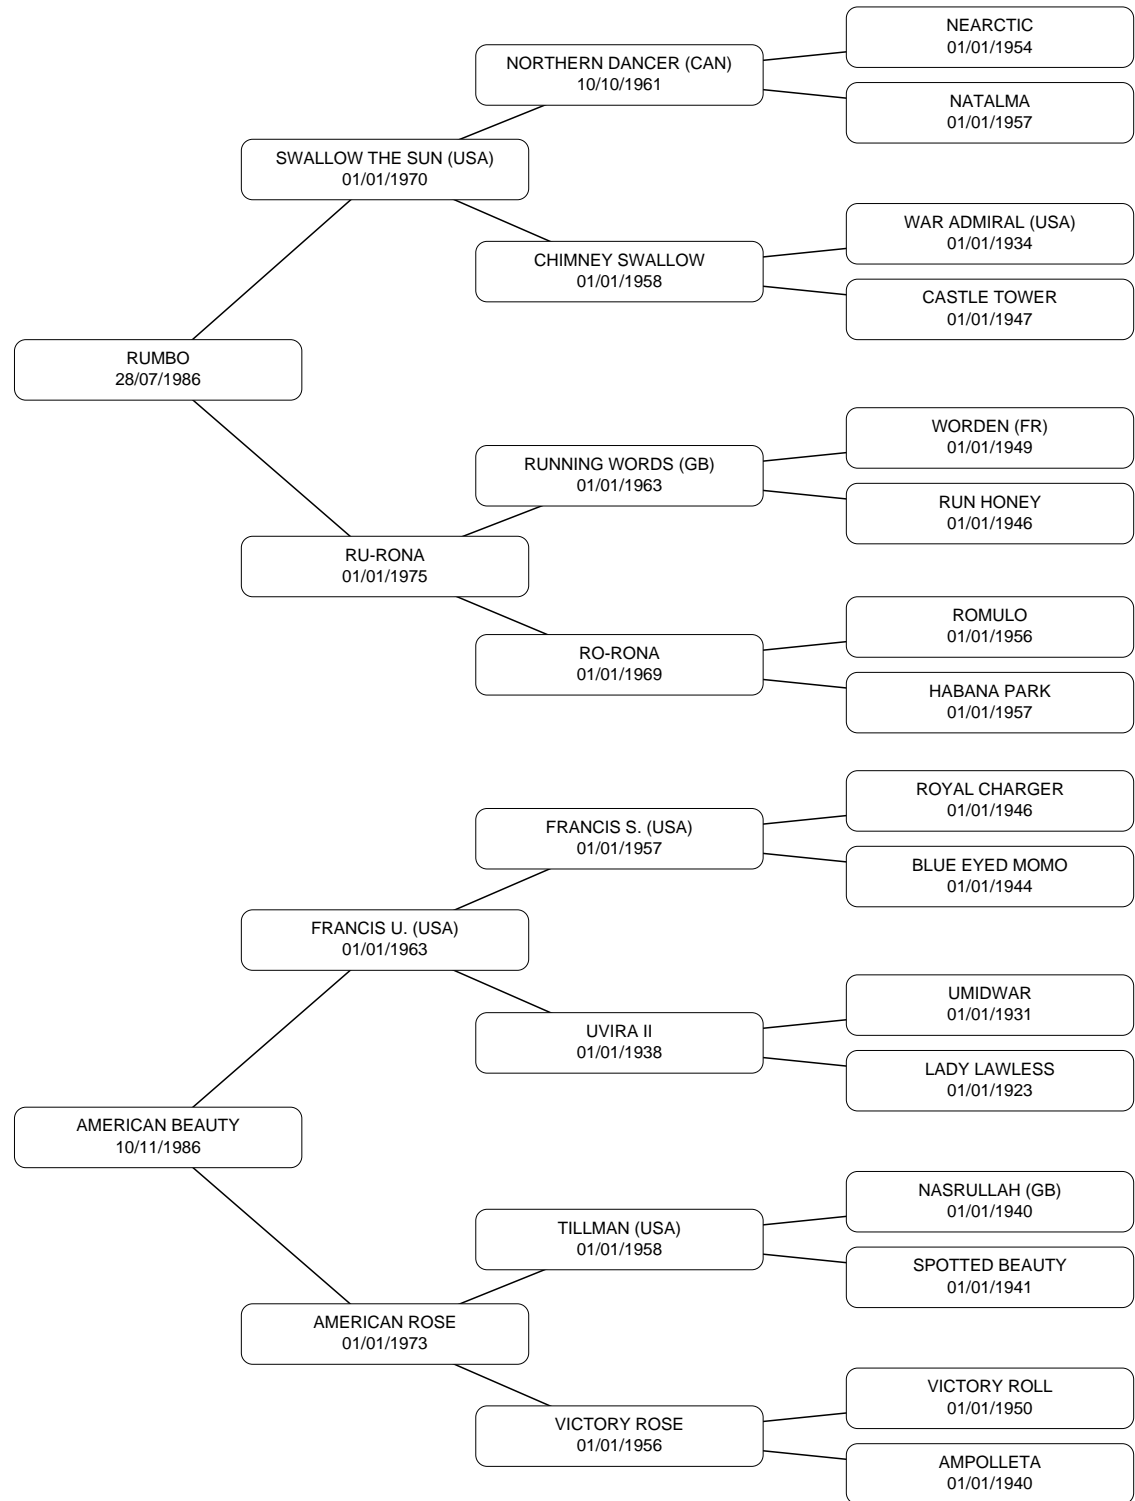 NEARCTIC
01/01/1954
NORTHERN DANCER (CAN)
10/10/1961
NATALMA
01/01/1957
SWALLOW THE SUN (USA)
01/01/1970
WAR ADMIRAL (USA)
01/01/1934
CHIMNEY SWALLOW
01/01/1958
CASTLE TOWER
01/01/1947
RUMBO
28/07/1986
WORDEN (FR)
01/01/1949
RUNNING WORDS (GB)
01/01/1963
RUN HONEY
01/01/1946
RU-RONA
01/01/1975
ROMULO
01/01/1956
RO-RONA
01/01/1969
HABANA PARK
01/01/1957
ROYAL CHARGER
01/01/1946
FRANCIS S. (USA)
01/01/1957
BLUE EYED MOMO
01/01/1944
FRANCIS U. (USA)
01/01/1963
UMIDWAR
01/01/1931
UVIRA II
01/01/1938
LADY LAWLESS
01/01/1923
AMERICAN BEAUTY
10/11/1986
NASRULLAH (GB)
01/01/1940
TILLMAN (USA)
01/01/1958
SPOTTED BEAUTY
01/01/1941
AMERICAN ROSE
01/01/1973
VICTORY ROLL
01/01/1950
VICTORY ROSE
01/01/1956
AMPOLLETA
01/01/1940